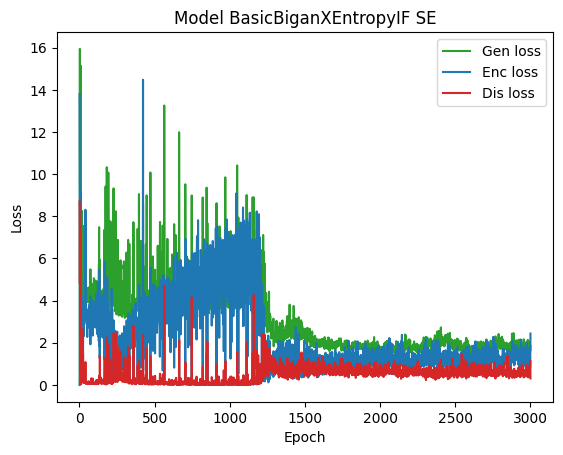 Model BasicBiganXEntropyIF SE
Gen loss
Enc loss
Dis loss
Loss
16
14
12
10
8
6
4
2
0
0 500 1000 1500 2000 2500 3000
Epoch